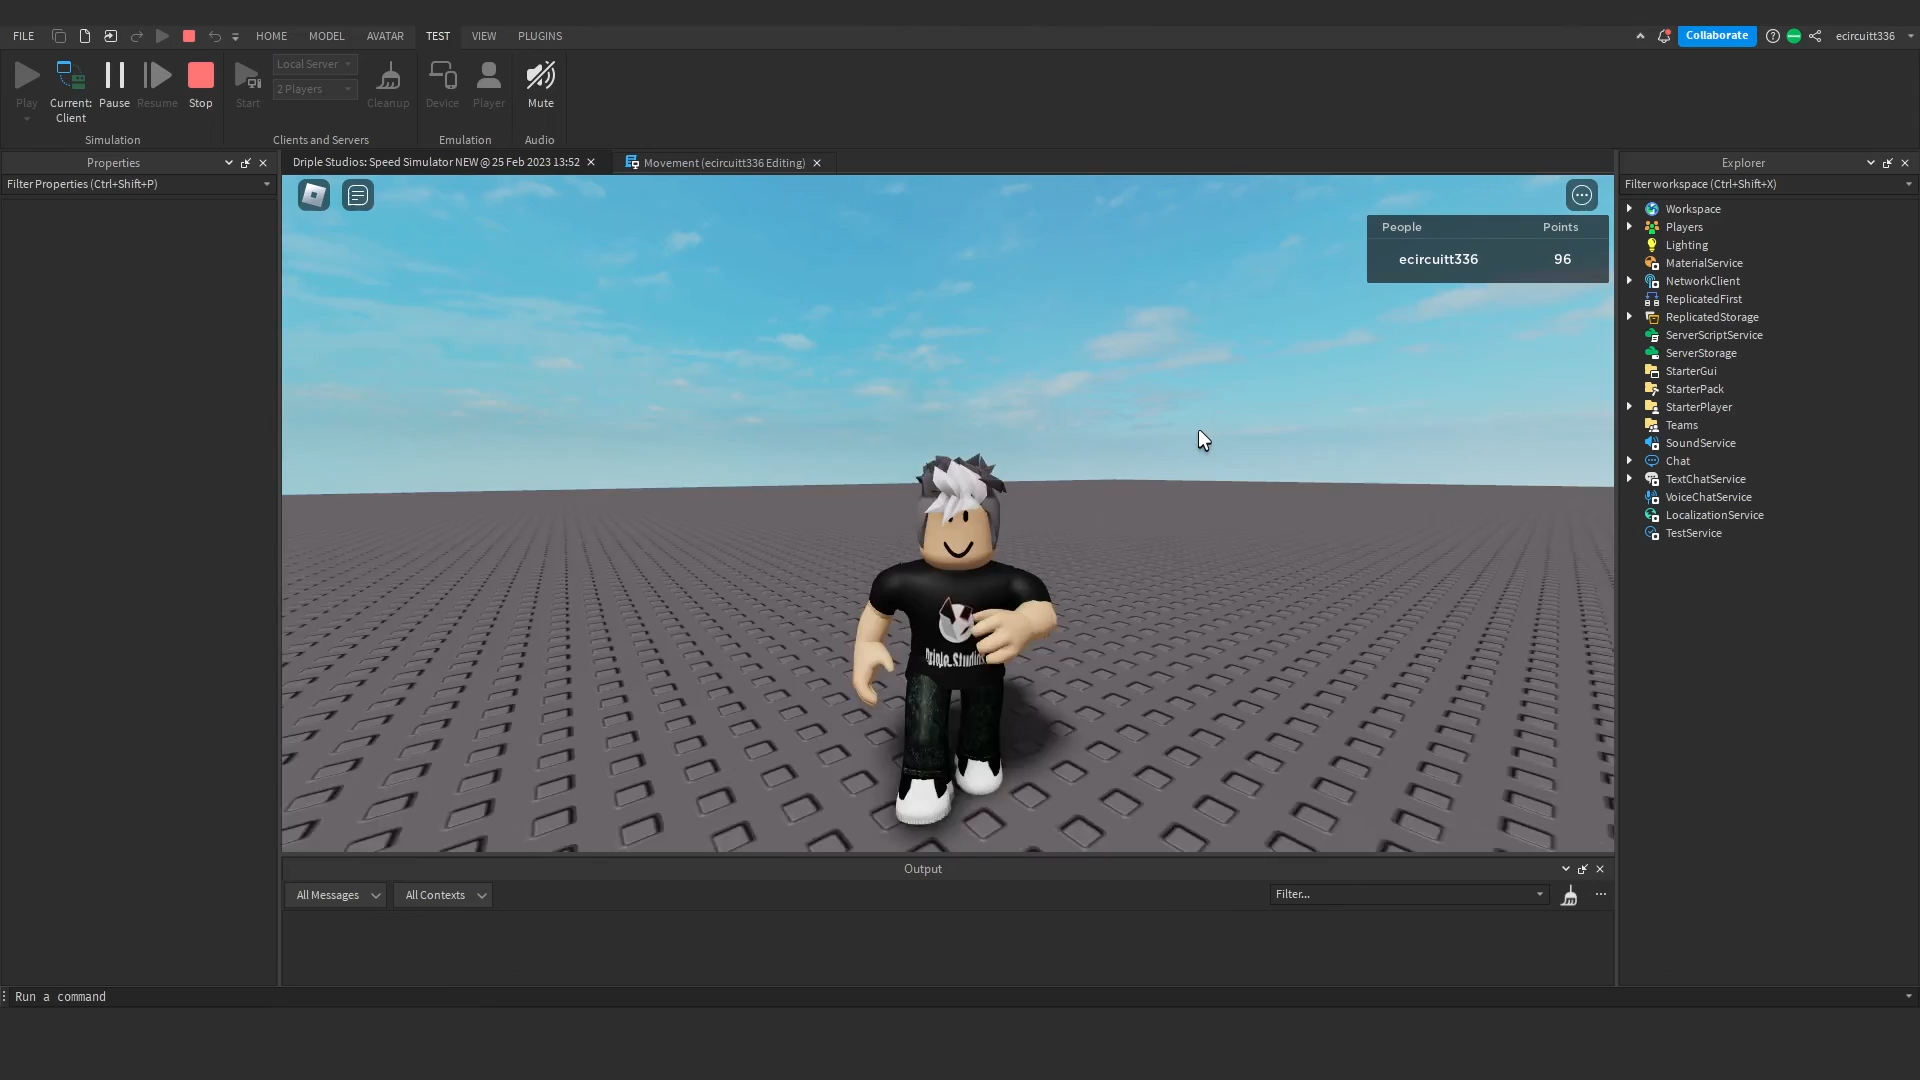 FILE
HOME
MODEL
AVATAR
TEST
VIEW
PLUGINS
Collaborate
ecircuitt336
Play
Current:
Client
Pause
Resume
Stop
Simulation
Start
Local Server
2 Players
Cleanup
Clients and Servers
Device
Player
Emulation
Mute
Audio
Properties
Filter Properties (Ctrl+Shift+P)
Driple Studios: Speed Simulator NEW @ 25 Feb 2023 13:52
Movement (ecircuitt336 Editing)
People Points
ecircuitt336 96
Driple Studios
Output
All Messages
All Contexts
Filter...
Run a command
Explorer
Filter workspace (Ctrl+Shift+X)
Workspace
Players
Lighting
MaterialService
NetworkClient
ReplicatedFirst
ReplicatedStorage
ServerScriptService
ServerStorage
StarterGui
StarterPack
StarterPlayer
Teams
SoundService
Chat
TextChatService
VoiceChatService
LocalizationService
TestService